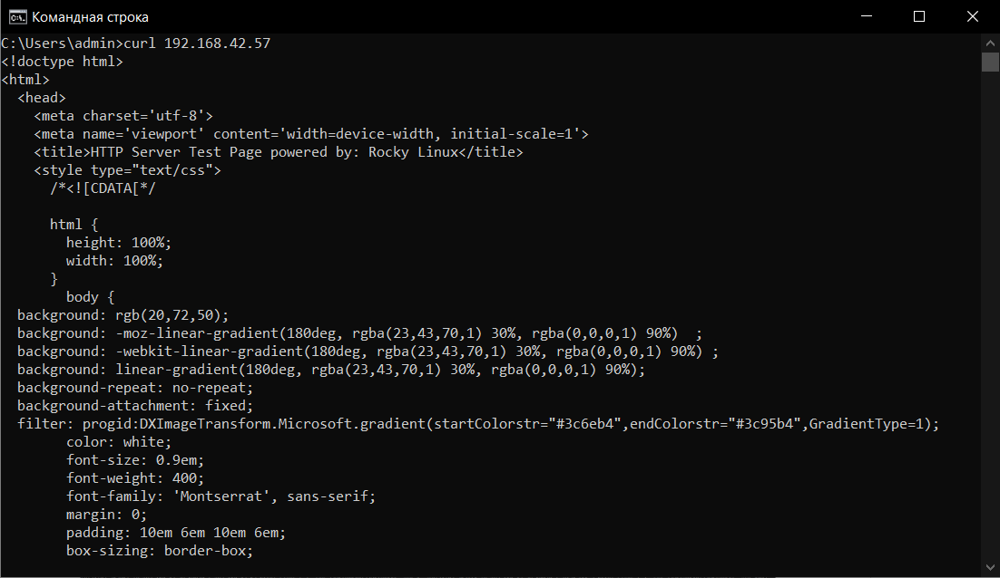 Командная строка
C:\Users\admin>curl 192.168.42.57
<!doctype html>
<html>
  <head>
    <meta charset='utf-8'>
    <meta name='viewport' content='width=device-width, initial-scale=1'>
    <title>HTTP Server Test Page powered by: Rocky Linux</title>
    <style type="text/css">
      /*<![CDATA[*/

      html {
        height: 100%;
        width: 100%;
      }
        body {
  background: rgb(20,72,50);
  background: -moz-linear-gradient(180deg, rgba(23,43,70,1) 30%, rgba(0,0,0,1) 90%)  ;
  background: -webkit-linear-gradient(180deg, rgba(23,43,70,1) 30%, rgba(0,0,0,1) 90%) ;
  background: linear-gradient(180deg, rgba(23,43,70,1) 30%, rgba(0,0,0,1) 90%);
  background-repeat: no-repeat;
  background-attachment: fixed;
  filter: progid:DXImageTransform.Microsoft.gradient(startColorstr="#3c6eb4",endColorstr="#3c95b4",GradientType=1);
        color: white;
        font-size: 0.9em;
        font-weight: 400;
        font-family: 'Montserrat', sans-serif;
        margin: 0;
        padding: 10em 6em 10em 6em;
        box-sizing: border-box;